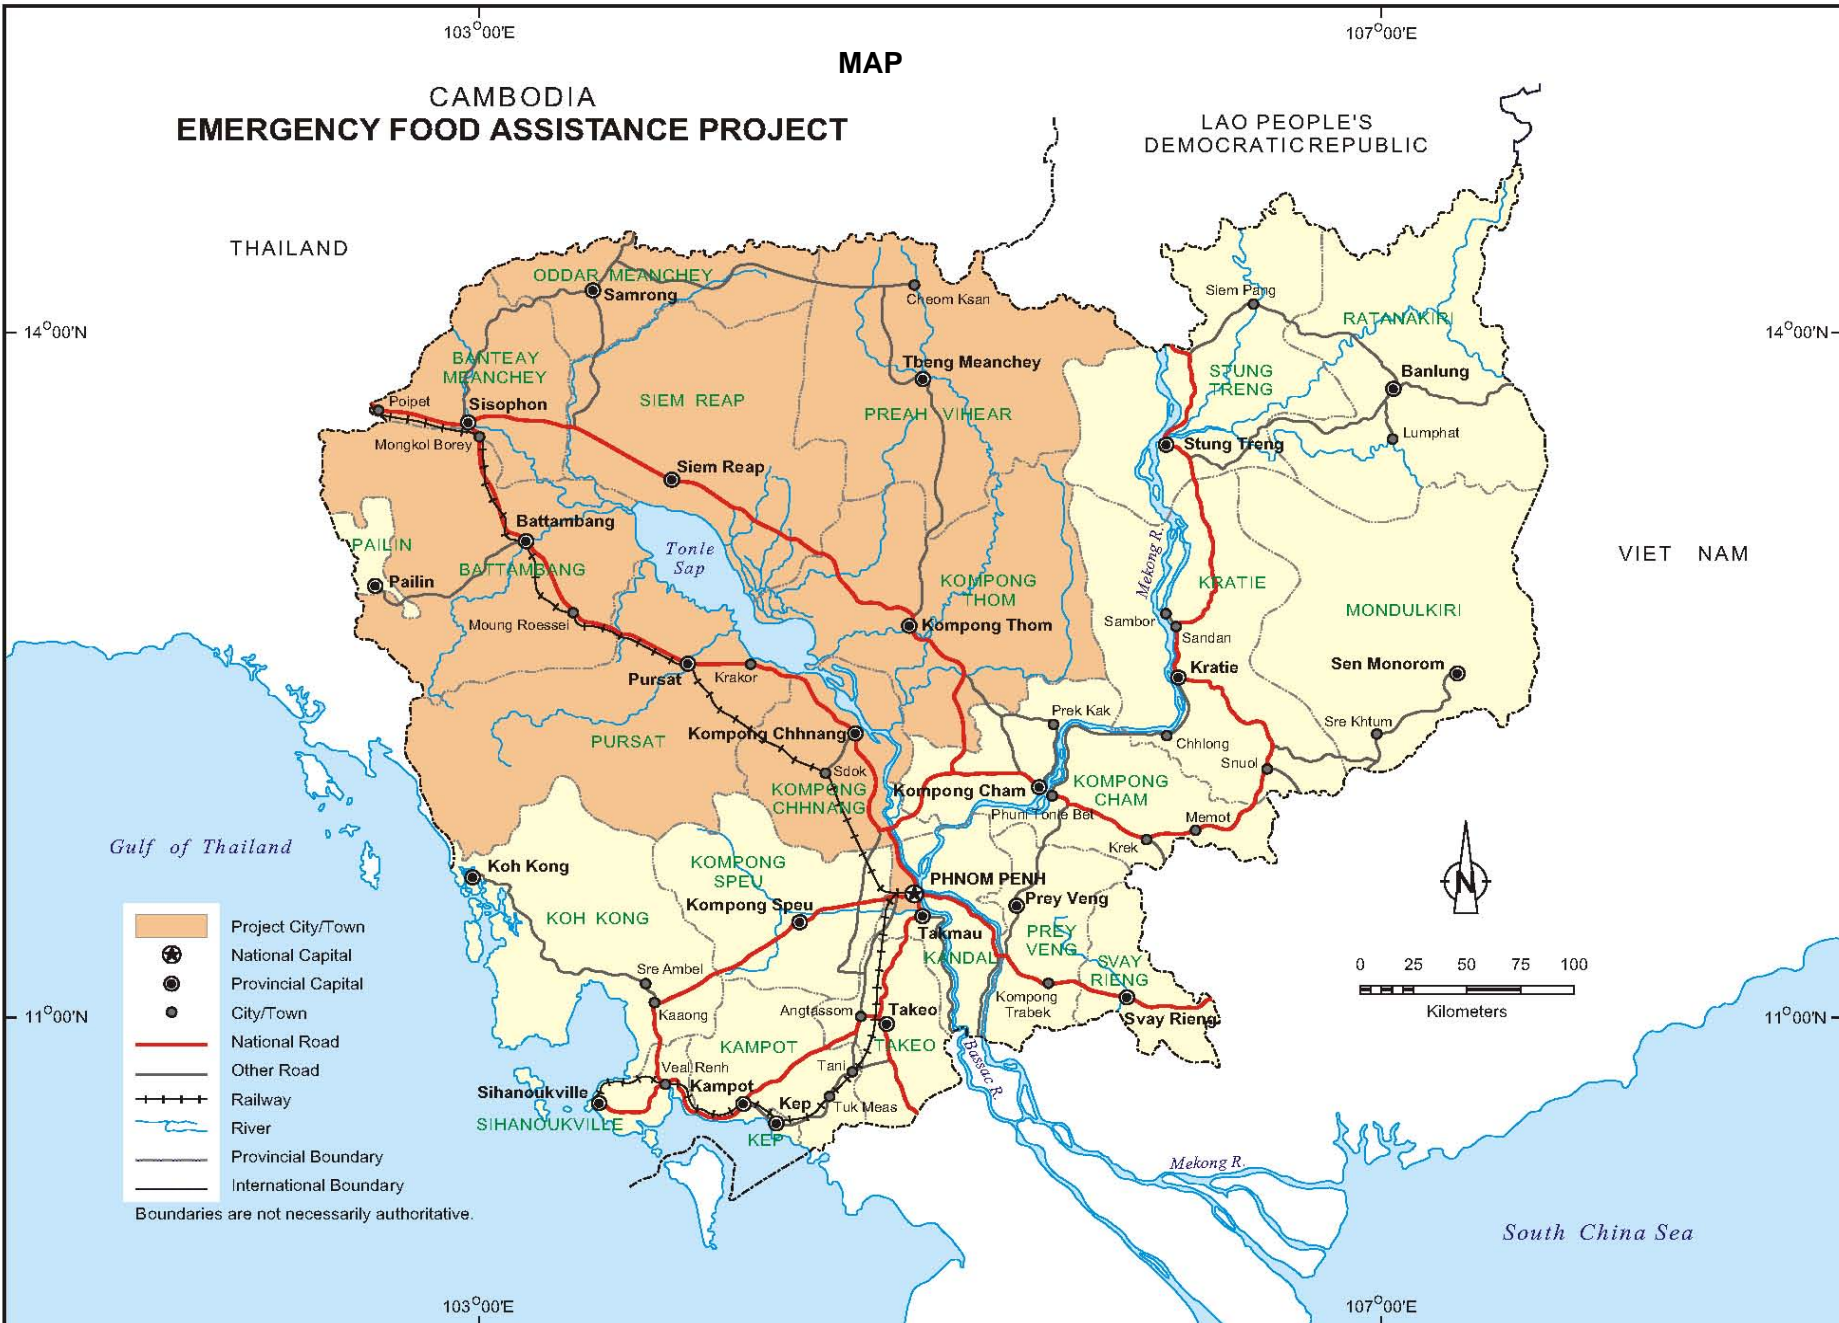 103°00'E
107°00'E
MAP
CAMBODIA
EMERGENCY FOOD ASSISTANCE PROJECT
LAO PEOPLE'S
DEMOCRATIC REPUBLIC
THAILAND
ODDAR MEANCHEY
Samrong
Cheom Ksan
Siem Pang
RATANAKIRI
14°00'N
14°00'N
BANTEAY
MEANCHEY
Tbeng Meanchey
STUNG
TRENG
Banlung
Poipet
Sisophon
SIEM REAP
PREAH VIHEAR
Mongkol Borey
Stung Treng
Lumphat
Siem Reap
Battambang
PAILIN
Tonle
Sap
Mekong R.
VIET NAM
BATTAMBANG
Pailin
KOMPONG
THOM
KRATIE
MONDULKIRI
Moung Roessel
Kompong Thom
Sambor
Sandan
Pursat
Krakor
Kratie
Sen Monorom
PURSAT
Kompong Chhnang
Prek Kak
Chhlong
Sre Khtum
Snuol
Sdok
KOMPONG
CHHNANG
Kompong Cham
KOMPONG
CHAM
Phum Tonle Bet
Memot
Krek
Gulf of Thailand
Koh Kong
KOMPONG
SPEU
PHNOM PENH
N
KOH KONG
Kompong Speu
Prey Veng
Takmau
PREY
VENG
KANDAL
SVAY
RIENG
Sre Ambel
Kaaong
Angtassom
Takeo
Kompong
Trabek
Svay Rieng
0 25 50 75 100
Kilometers
11°00'N
11°00'N
KAMPOT
TAKEO
Bassac R.
Veal Renh
Tani
Sihanoukville
Kampot
Kep
Tuk Meas
SIHANOUKVILLE
KEP
Mekong R.
South China Sea
Project City/Town
National Capital
Provincial Capital
City/Town
National Road
Other Road
Railway
River
Provincial Boundary
International Boundary
Boundaries are not necessarily authoritative.
103°00'E
107°00'E